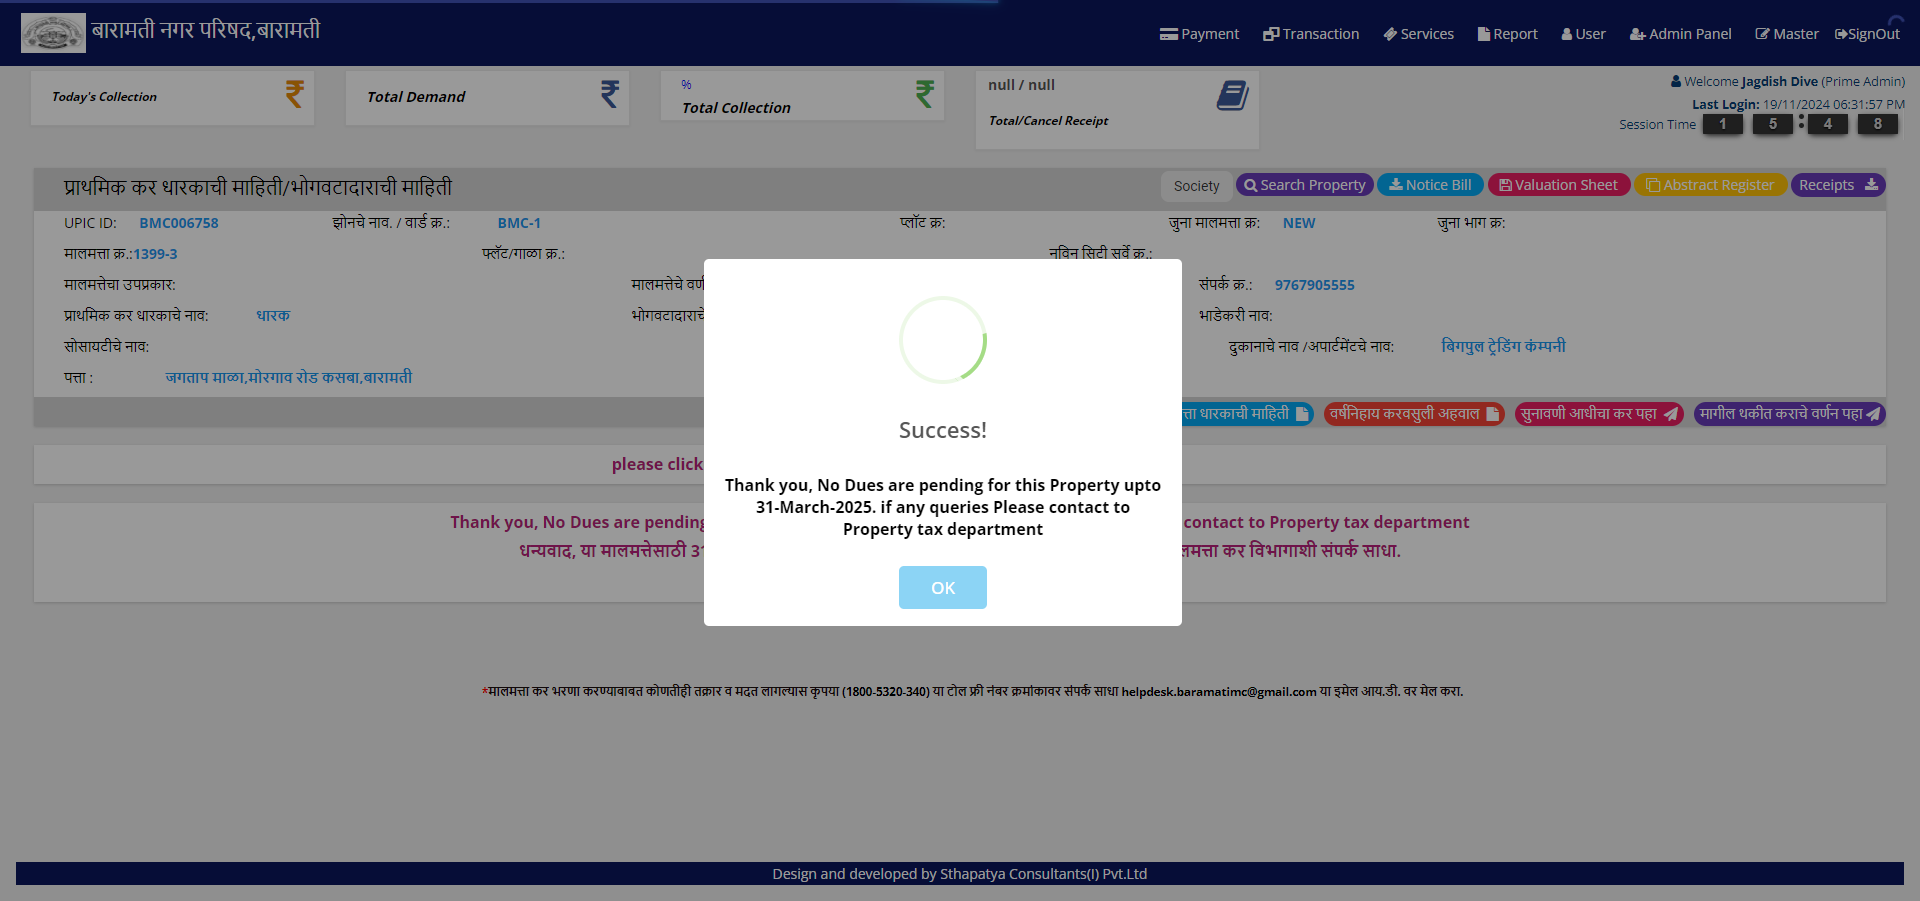 बारामती नगर परिषद,बारामती
Payment Transaction Services Report User Admin Panel Master SignOut
Today's Collection
Total Demand
%
Total Collection
null / null
Total/Cancel Receipt
Welcome Jagdish Dive (Prime Admin)
Last Login: 19/11/2024 06:31:57 PM
Session Time 1 5 : 4 8
प्राथमिक कर धारकाची माहिती/भोगवटादाराची माहिती
Society Search Property Notice Bill Valuation Sheet Abstract Register Receipts
UPIC ID: BMC006758 झोनचे नाव. / वार्ड क्र.: BMC-1 प्लॉट क्र: जुना मालमत्ता क्र: NEW जुना भाग क्र:
मालमत्ता क्र.:1399-3 फ्लॅट/गाळा क्र.: नविन सिटी सर्वे क्र.:
मालमत्तेचा उपप्रकार: मालमत्तेचे संपर्क क्र.: 9767905555
प्राथमिक कर धारकाचे नाव: धारक भोगवटादाराचे भाडेकरी नाव:
सोसायटीचे नाव: दुकानाचे नाव /अपार्टमेंटचे नाव: बिगपुल ट्रेडिंग कंम्पनी
पत्ता : जगताप माळा,मोरगाव रोड कसबा,बारामती
धारकाची माहिती वर्षनिहाय करवसुली अहवाल सुनावणी आधीचा कर पहा मागील थकीत कराचे वर्णन पहा
please click
Thank you, No Dues are pending contact to Property tax department
धन्यवाद, या मालमत्तेसाठी कर विभागाशी संपर्क साधा.
Success!
Thank you, No Dues are pending for this Property upto
31-March-2025. if any queries Please contact to
Property tax department
OK
*मालमत्ता कर भरणा करण्याबाबत कोणतीही तक्रार व मदत लागल्यास कृपया (1800-5320-340) या टोल फ्री नंबर क्रमांकावर संपर्क साधा helpdesk.baramatimc@gmail.com या इमेल आय.डी. वर मेल करा.
Design and developed by Sthapatya Consultants(I) Pvt.Ltd